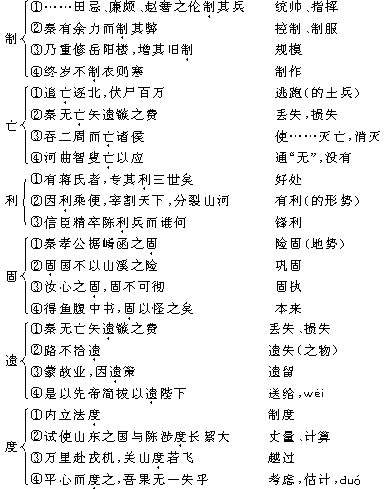 制
①……田忌、廉颇、赵奢之伦制其兵 统帅、指挥
②秦有余力而制其弊 控制、制服
③乃重修岳阳楼,增其旧制 规模
④终岁不制衣则寒 制作
亡
①追亡逐北,伏尸百万 逃跑(的士兵)
②秦无亡矢遗镞之费 丢失,损失
③吞二周而亡诸侯 使……灭亡,消灭
④河曲智叟亡以应 通“无”,没有
利
①有蒋氏者,专其利三世矣 好处
②因利乘便,宰割天下,分裂山河 有利(的形势)
③信臣精卒陈利兵而谁何 锋利
固
①秦孝公据崤函之固 险固(地势)
②固国不以山溪之险 巩固
③汝心之固,固不可彻 固执
④得鱼腹中书,固以怪之矣 本来
遗
①秦无亡矢遗镞之费 丢失、损失
②路不拾遗 遗失(之物)
③蒙故业,因遗策 遗留
④是以先帝简拔以遗陛下 送给,wèi
度
①内立法度 制度
②试使山东之国与陈涉度长絜大 丈量、计算
③万里赴戎机,关山度若飞 越过
④平心而度之,吾果无一失乎 考虑,估计,duó